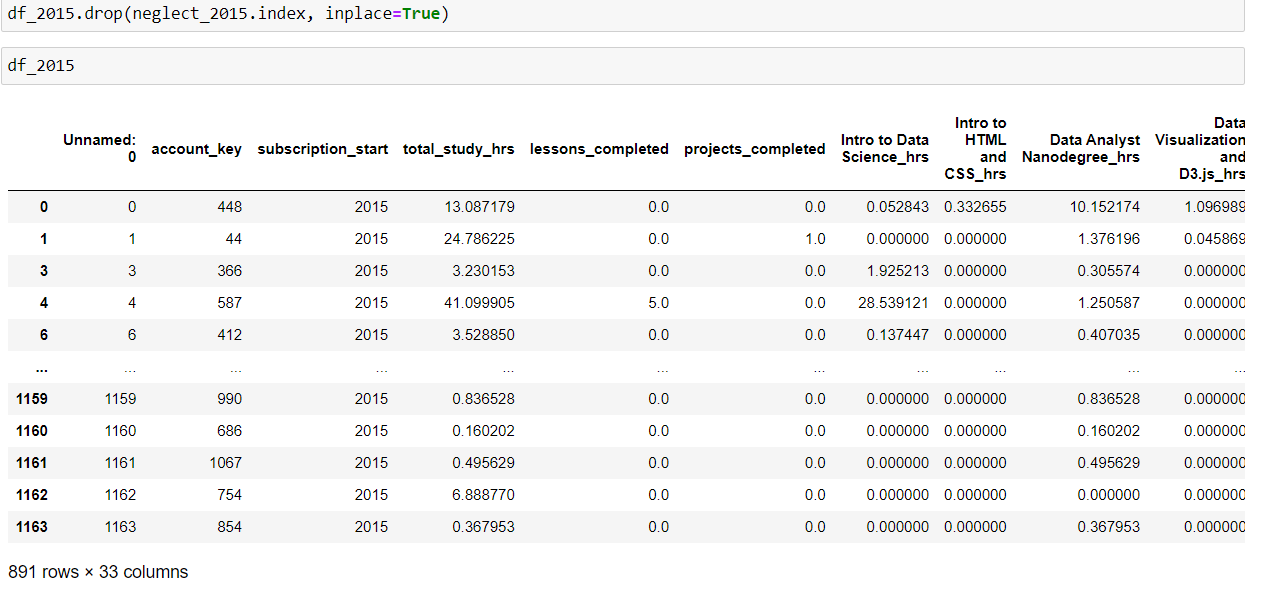 df_2015.drop(neglect_2015.index, inplace=True)
df_2015
Unnamed: 0 account_key subscription_start total_study_hrs lessons_completed projects_completed Intro to Data Science_hrs Intro to HTML and CSS_hrs Data Analyst Nanodegree_hrs Data Visualization and D3.js_hrs
0 0 448 2015 13.087179 0.0 0.0 0.052843 0.332655 10.152174 1.096989
1 1 44 2015 24.786225 0.0 1.0 0.000000 0.000000 1.376196 0.045869
3 3 366 2015 3.230153 0.0 0.0 1.925213 0.000000 0.305574 0.000000
4 4 587 2015 41.099905 5.0 0.0 28.539121 0.000000 1.250587 0.000000
6 6 412 2015 3.528850 0.0 0.0 0.137447 0.000000 0.407035 0.000000
... ... ... ... ... ... ... ... ... ... ...
1159 1159 990 2015 0.836528 0.0 0.0 0.000000 0.000000 0.836528 0.000000
1160 1160 686 2015 0.160202 0.0 0.0 0.000000 0.000000 0.160202 0.000000
1161 1161 1067 2015 0.495629 0.0 0.0 0.000000 0.000000 0.495629 0.000000
1162 1162 754 2015 6.888770 0.0 0.0 0.000000 0.000000 0.000000 0.000000
1163 1163 854 2015 0.367953 0.0 0.0 0.000000 0.000000 0.367953 0.000000
891 rows × 33 columns